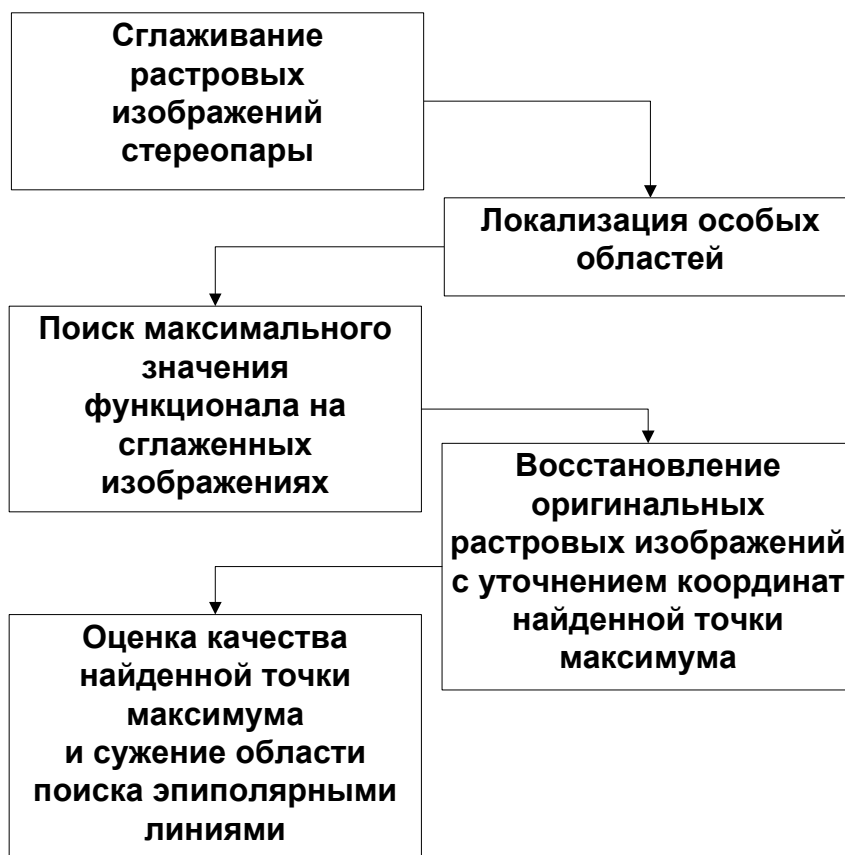 Сглаживание
растровых
изображений
стереопары
Локализация особых
областей
Поиск максимального
значения
функционала на
сглаженных
изображениях
Восстановление
оригинальных
растровых изображений
с уточнением координат
найденной точки
максимума
Оценка качества
найденной точки
максимума
и сужение области
поиска эпиполярными
линиями